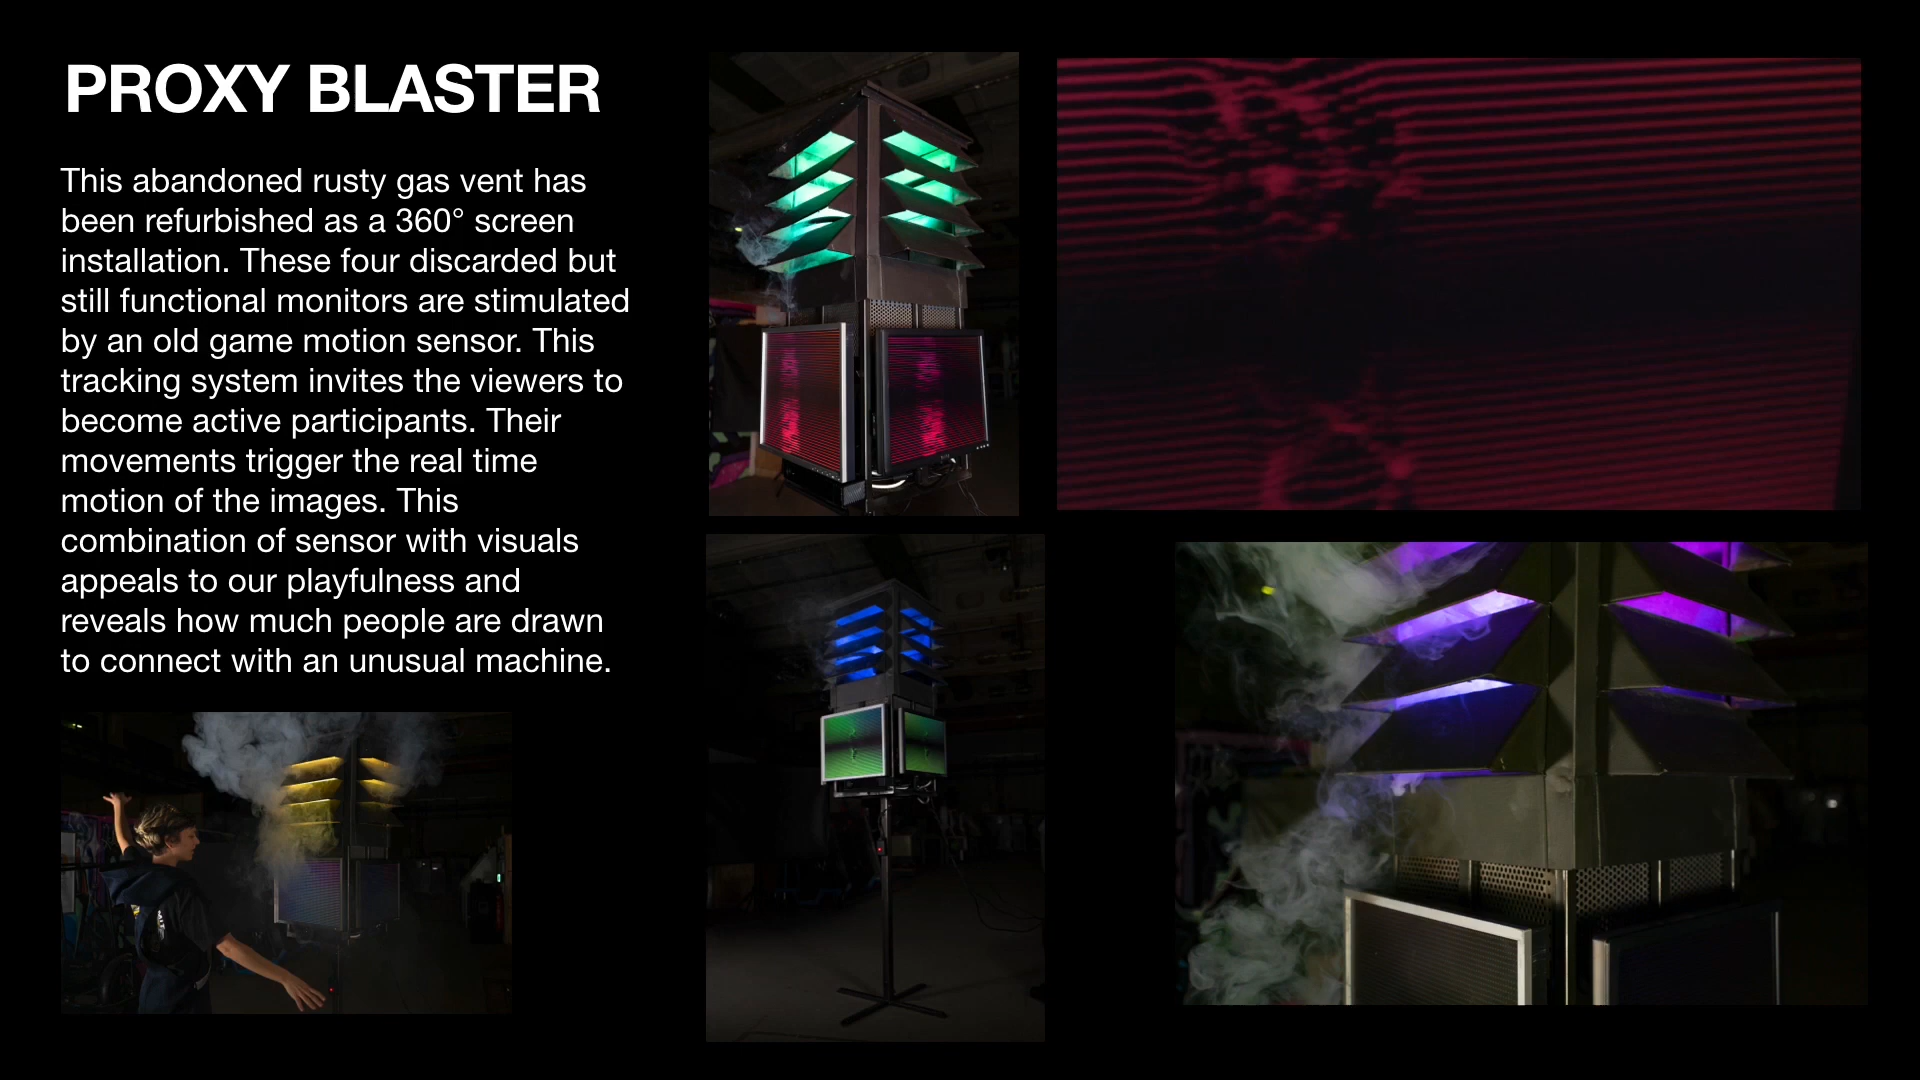 PROXY BLASTER
This abandoned rusty gas vent has
been refurbished as a 360° screen
installation. These four discarded but
still functional monitors are stimulated
by an old game motion sensor. This
tracking system invites the viewers to
become active participants. Their
movements trigger the real time
motion of the images. This
combination of sensor with visuals
appeals to our playfulness and
reveals how much people are drawn
to connect with an unusual machine.